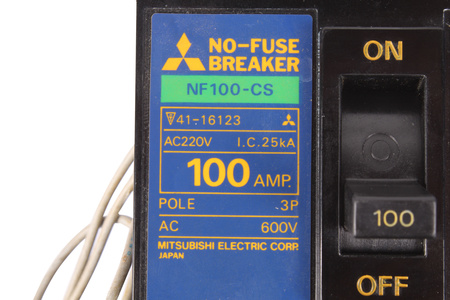 NO-FUSE
BREAKER
NF100-CS
41-16123
AC220V I.C.25kA
100 AMP.
POLE 3P
AC 600V
MITSUBISHI ELECTRIC CORP.
JAPAN
ON
100
OFF